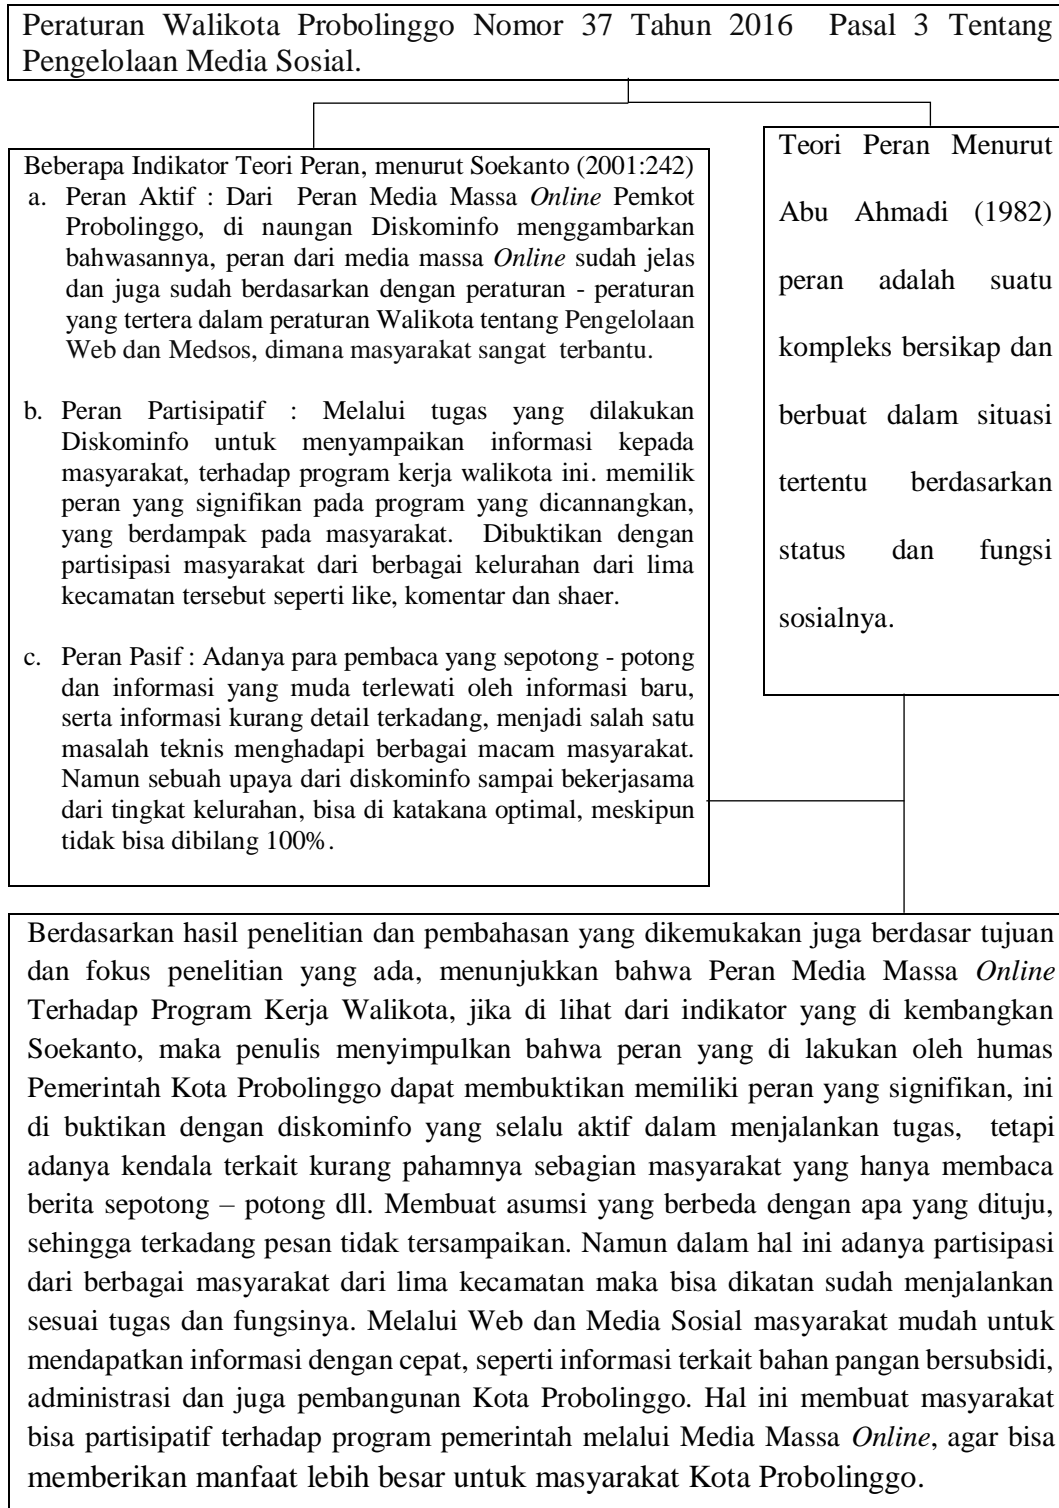 Peraturan Walikota Probolinggo Nomor 37 Tahun 2016 Pasal 3 Tentang
Pengelolaan Media Sosial.
Beberapa Indikator Teori Peran, menurut Soekanto (2001:242)
a. Peran Aktif : Dari Peran Media Massa Online Pemkot
Probolinggo, di naungan Diskominfo menggambarkan
bahwasannya, peran dari media massa Online sudah jelas
dan juga sudah berdasarkan dengan peraturan - peraturan
yang tertera dalam peraturan Walikota tentang Pengelolaan
Web dan Medsos, dimana masyarakat sangat terbantu.
b. Peran Partisipatif : Melalui tugas yang dilakukan
Diskominfo untuk menyampaikan informasi kepada
masyarakat, terhadap program kerja walikota ini. memilik
peran yang signifikan pada program yang dicannangkan,
yang berdampak pada masyarakat. Dibuktikan dengan
partisipasi masyarakat dari berbagai kelurahan dari lima
kecamatan tersebut seperti like, komentar dan shaer.
c. Peran Pasif : Adanya para pembaca yang sepotong - potong
dan informasi yang muda terlewati oleh informasi baru,
serta informasi kurang detail terkadang, menjadi salah satu
masalah teknis menghadapi berbagai macam masyarakat.
Namun sebuah upaya dari diskominfo sampai bekerjasama
dari tingkat kelurahan, bisa di katakana optimal, meskipun
tidak bisa dibilang 100%.
Teori Peran Menurut
Abu Ahmadi (1982)
peran adalah suatu
kompleks bersikap dan
berbuat dalam situasi
tertentu berdasarkan
status dan fungsi
sosialnya.
Berdasarkan hasil penelitian dan pembahasan yang dikemukakan juga berdasar tujuan
dan fokus penelitian yang ada, menunjukkan bahwa Peran Media Massa Online
Terhadap Program Kerja Walikota, jika di lihat dari indikator yang di kembangkan
Soekanto, maka penulis menyimpulkan bahwa peran yang di lakukan oleh humas
Pemerintah Kota Probolinggo dapat membuktikan memiliki peran yang signifikan, ini
di buktikan dengan diskominfo yang selalu aktif dalam menjalankan tugas, tetapi
adanya kendala terkait kurang pahamnya sebagian masyarakat yang hanya membaca
berita sepotong – potong dll. Membuat asumsi yang berbeda dengan apa yang dituju,
sehingga terkadang pesan tidak tersampaikan. Namun dalam hal ini adanya partisipasi
dari berbagai masyarakat dari lima kecamatan maka bisa dikatan sudah menjalankan
sesuai tugas dan fungsinya. Melalui Web dan Media Sosial masyarakat mudah untuk
mendapatkan informasi dengan cepat, seperti informasi terkait bahan pangan bersubsidi,
administrasi dan juga pembangunan Kota Probolinggo. Hal ini membuat masyarakat
bisa partisipatif terhadap program pemerintah melalui Media Massa Online, agar bisa
memberikan manfaat lebih besar untuk masyarakat Kota Probolinggo.